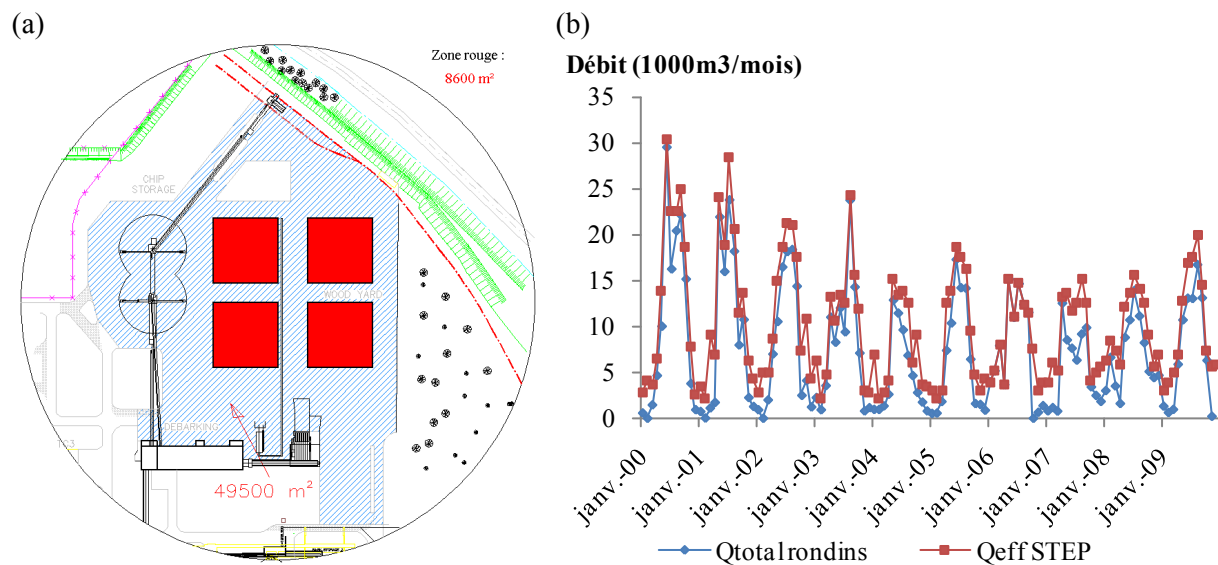 (a)
(b)
Zone rouge :
8600 m²
CHIP
STORAGE
DEBARKING
TC3
49500 m²
Débit (1000m3/mois)
35
30
25
20
15
10
5
0
janv.-00
janv.-01
janv.-02
janv.-03
janv.-04
janv.-05
janv.-06
janv.-07
janv.-08
janv.-09
Qtotal rondins
Qeff STEP